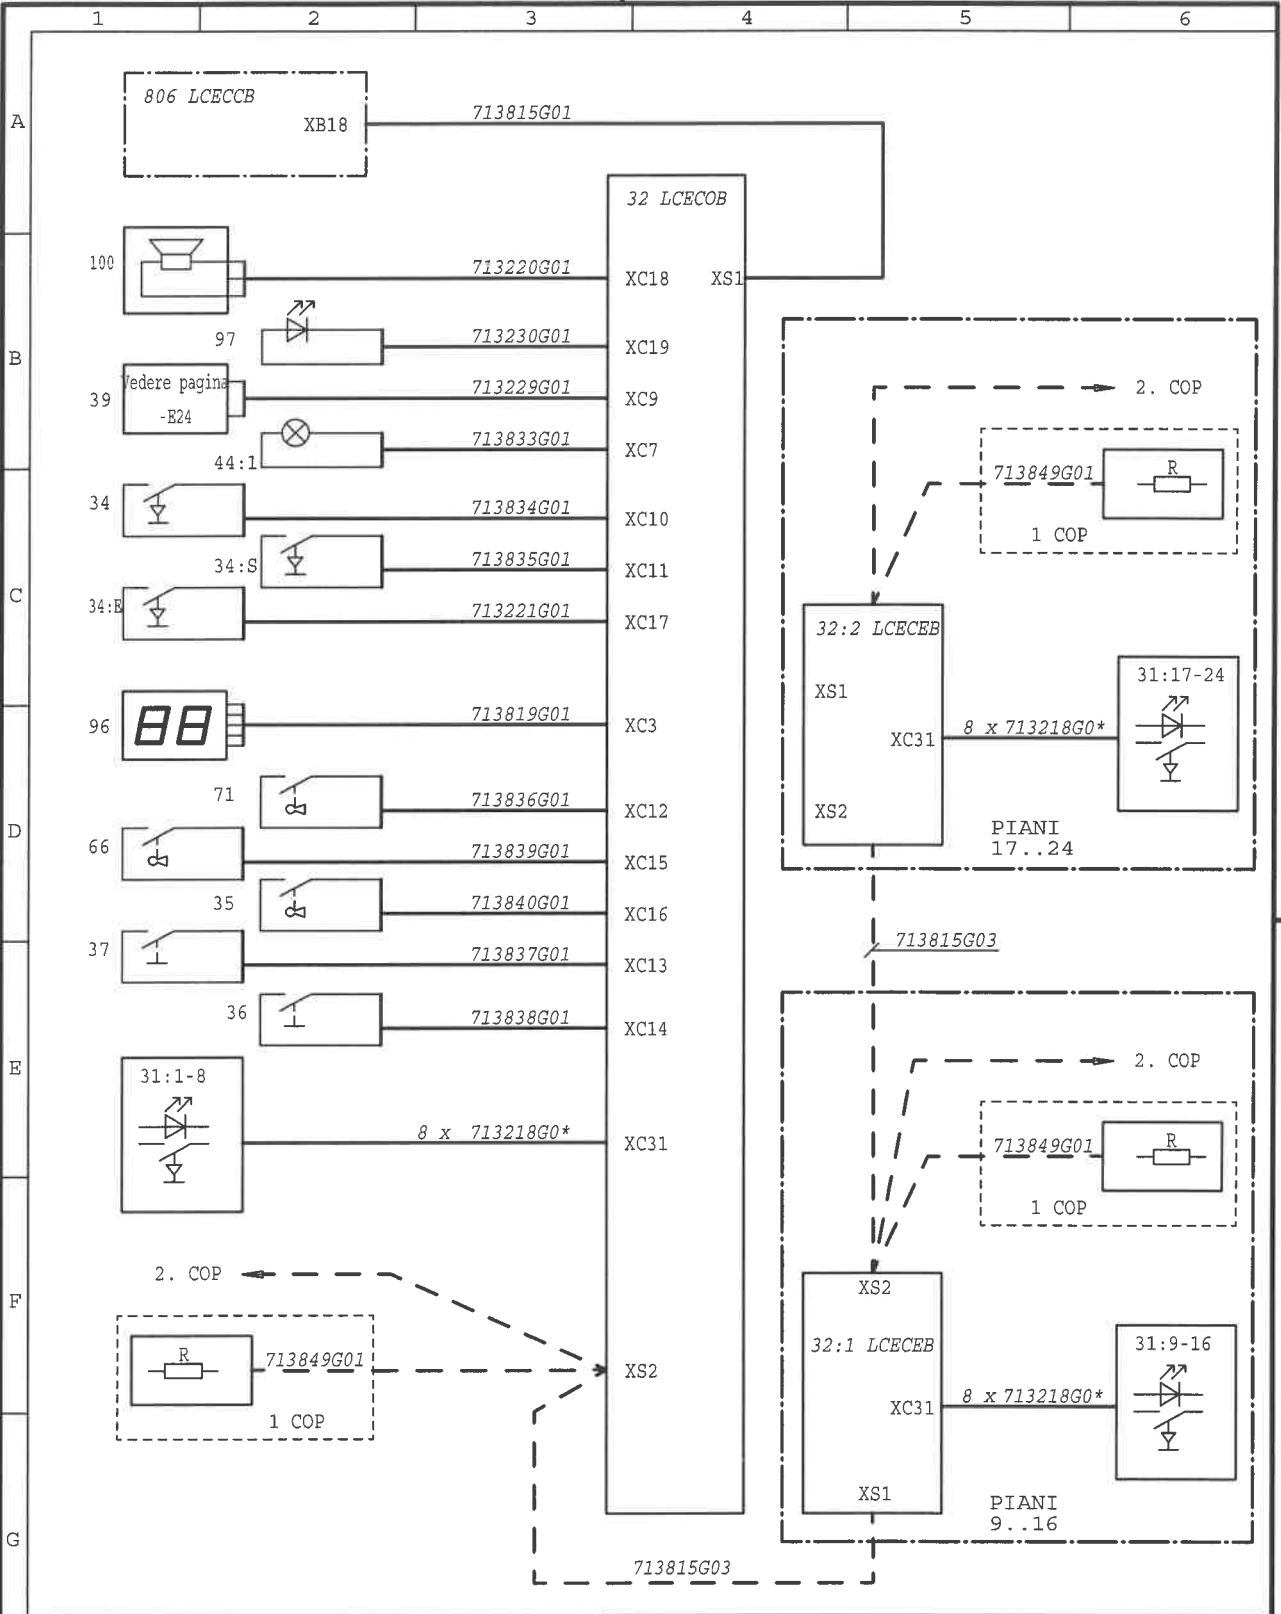 1 2 3 4 5 6
A
806 LCECCB
XB18
713815G01
32 LCECOB
B
100
713220G01
XC18
XS1
97
713230G01
XC19
39
Vedere pagina
-E24
713229G01
XC9
44:1
713833G01
XC7
2. COP
713849G01
R
1 COP
C
34
713834G01
XC10
34:S
713835G01
XC11
34:E
713221G01
XC17
32:2 LCECEB
XS1
XC31
XS2
8 x 713218G0*
31:17-24
PIANI
17..24
D
96
88
713819G01
XC3
71
713836G01
XC12
66
713839G01
XC15
35
713840G01
XC16
37
713837G01
XC13
713815G03
E
36
713838G01
XC14
31:1-8
8 x 713218G0*
XC31
2. COP
713849G01
R
1 COP
F
2. COP
R
713849G01
1 COP
XS2
XS2
32:1 LCECEB
XC31
XS1
8 x 713218G0*
31:9-16
PIANI
9..16
G
713815G03